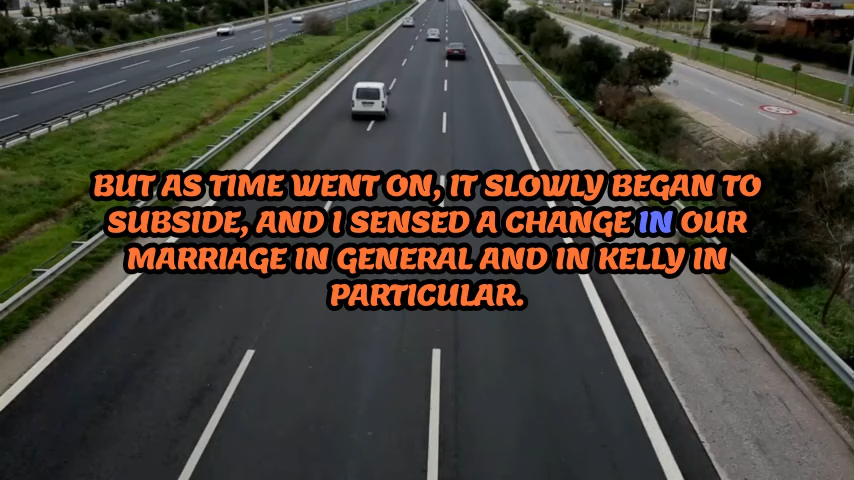 BUT AS TIME WENT ON, IT SLOWLY BEGAN TO
SUBSIDE, AND I SENSED A CHANGE IN OUR
MARRIAGE IN GENERAL AND IN KELLY IN
PARTICULAR.